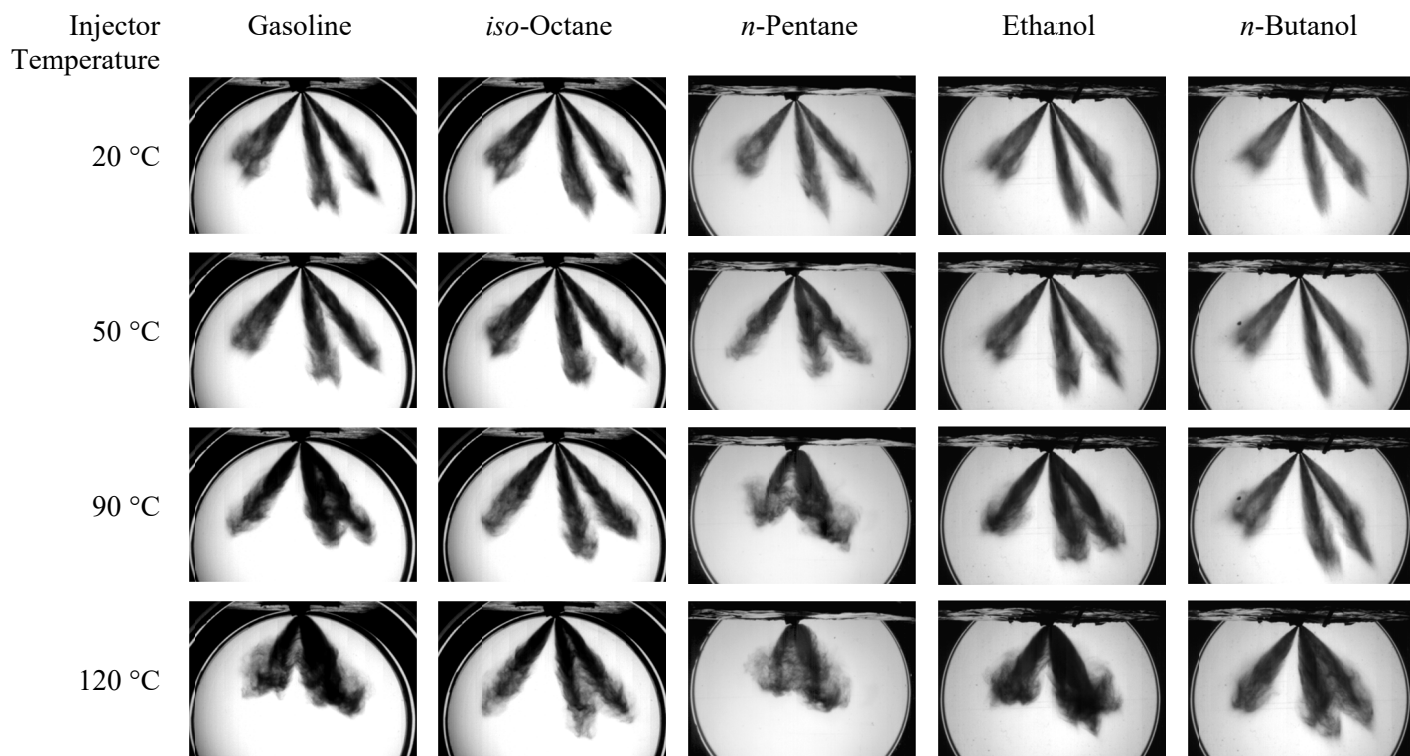 Injector Temperature
Gasoline
iso-Octane
n-Pentane
Ethanol
n-Butanol
20 °C
50 °C
90 °C
120 °C